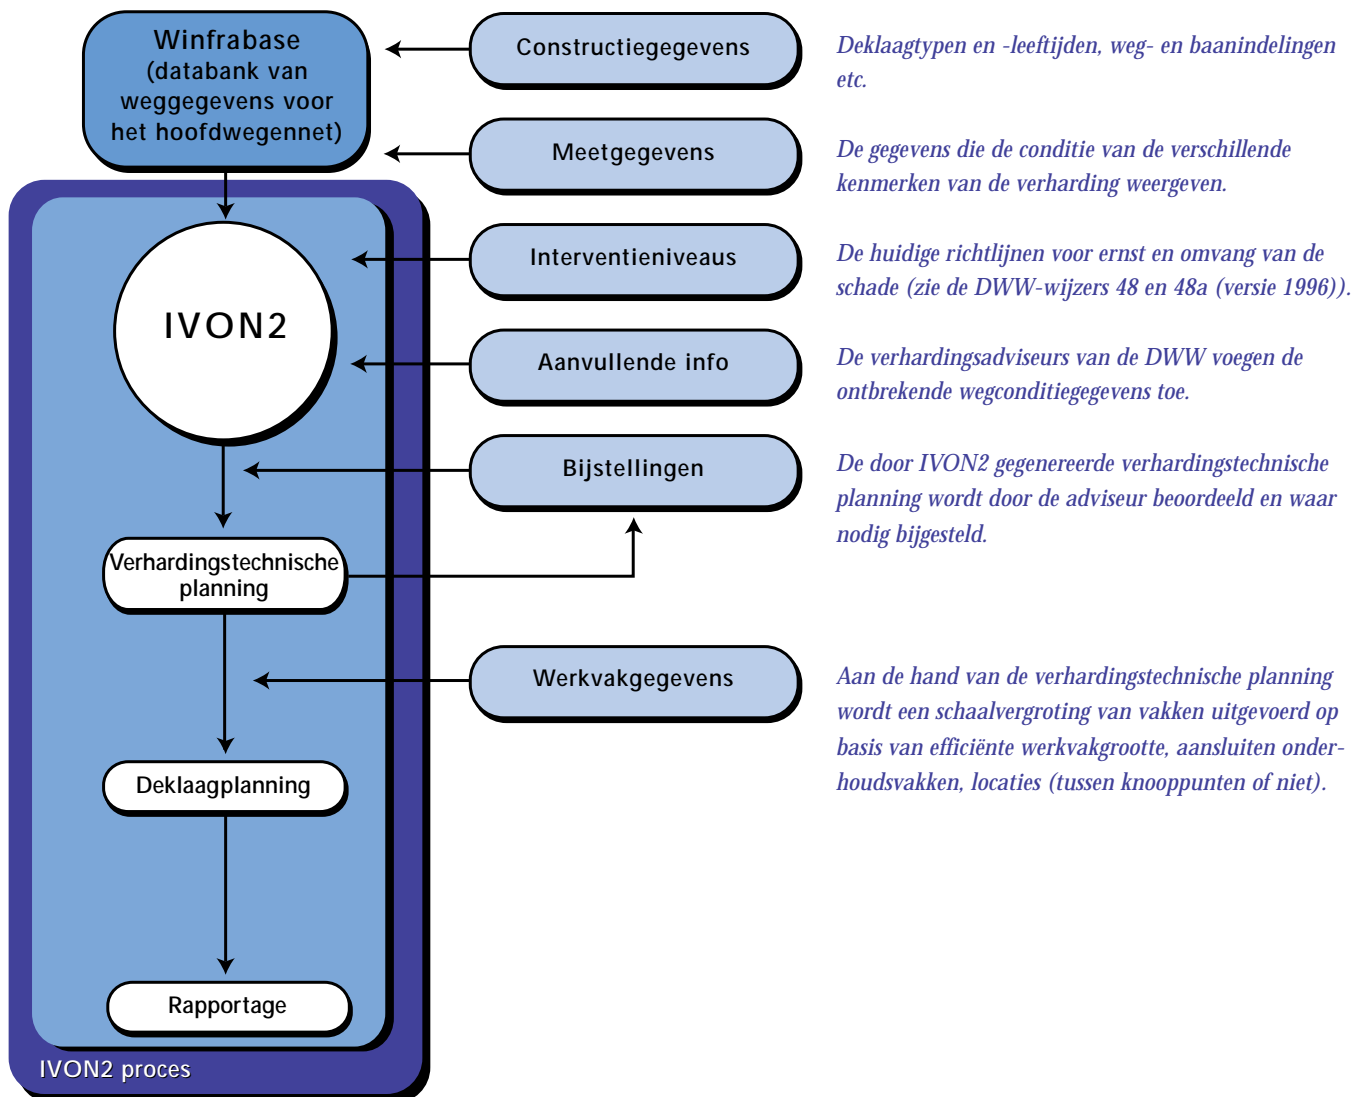 Winfrabase
(databank van
weggegevens voor
het hoofdwegennet)
Constructiegegevens
Deklaagtypen en -leeftijden, weg- en baanindelingen
etc.
Meetgegevens
De gegevens die de conditie van de verschillende
kenmerken van de verharding weergeven.
IVON2
Interventieniveaus
De huidige richtlijnen voor ernst en omvang van de
schade (zie de DWW-wijzers 48 en 48a (versie 1996)).
Aanvullende info
De verhardingsadviseurs van de DWW voegen de
ontbrekende wegconditiegegevens toe.
Bijstellingen
De door IVON2 gegenereerde verhardingstechnische
planning wordt door de adviseur beoordeeld en waar
nodig bijgesteld.
Verhardingstechnische
planning
Werkvakgegevens
Aan de hand van de verhardingstechnische planning
wordt een schaalvergroting van vakken uitgevoerd op
basis van efficiënte werkvakgrootte, aansluiten onder-
houdsvakken, locaties (tussen knooppunten of niet).
Deklaagplanning
Rapportage
IVON2 proces